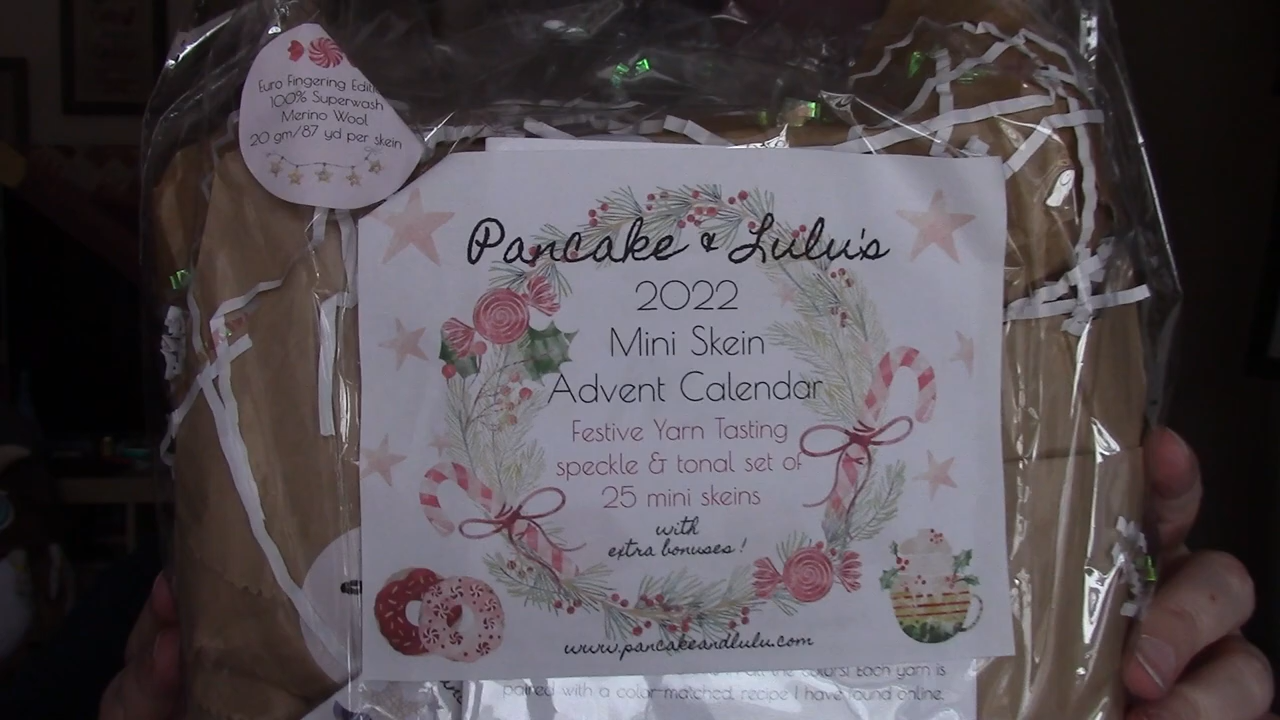 Euro Fingering
100% Superwash
Merino Wool
20 gm/87 yd per skein
Pancake & Lulu's
2022
Mini Skein
Advent Calendar
Festive Yarn Tasting
speckle & tonal set of
25 mini skeins
with
extra bonuses!
www.pancakeandlulu.com
the colors! Each yarn is
paired with a color-matched recipe I have found online.